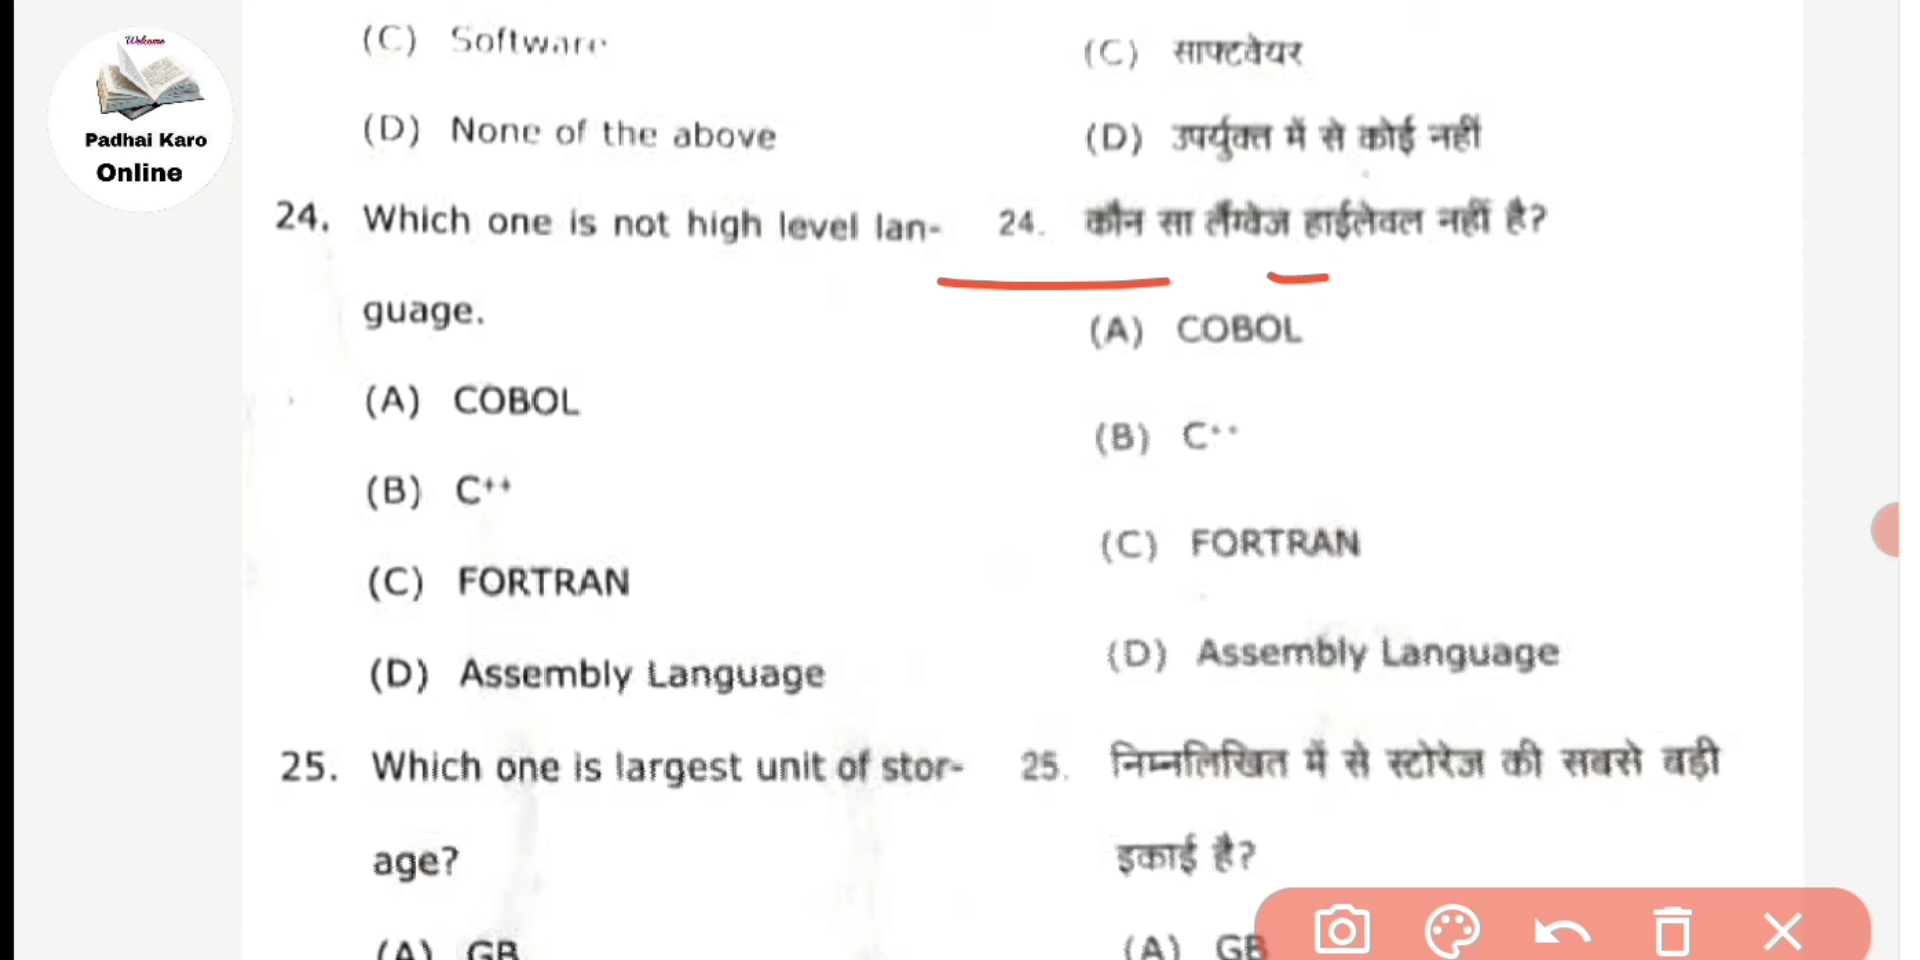 Welcome
Padhai Karo
Online
(C) Software
(D) None of the above
24. Which one is not high level lan-
guage.
(A) COBOL
(B) C++
(C) FORTRAN
(D) Assembly Language
25. Which one is largest unit of stor-
age?
(A) GB
(C) साफ्टवेयर
(D) उपर्युक्त में से कोई नहीं
24. कौन सा लैंग्वेज हाईलेवल नहीं है?
(A) COBOL
(B) C++
(C) FORTRAN
(D) Assembly Language
25. निम्नलिखित में से स्टोरेज की सबसे बड़ी
इकाई है?
(A) GB